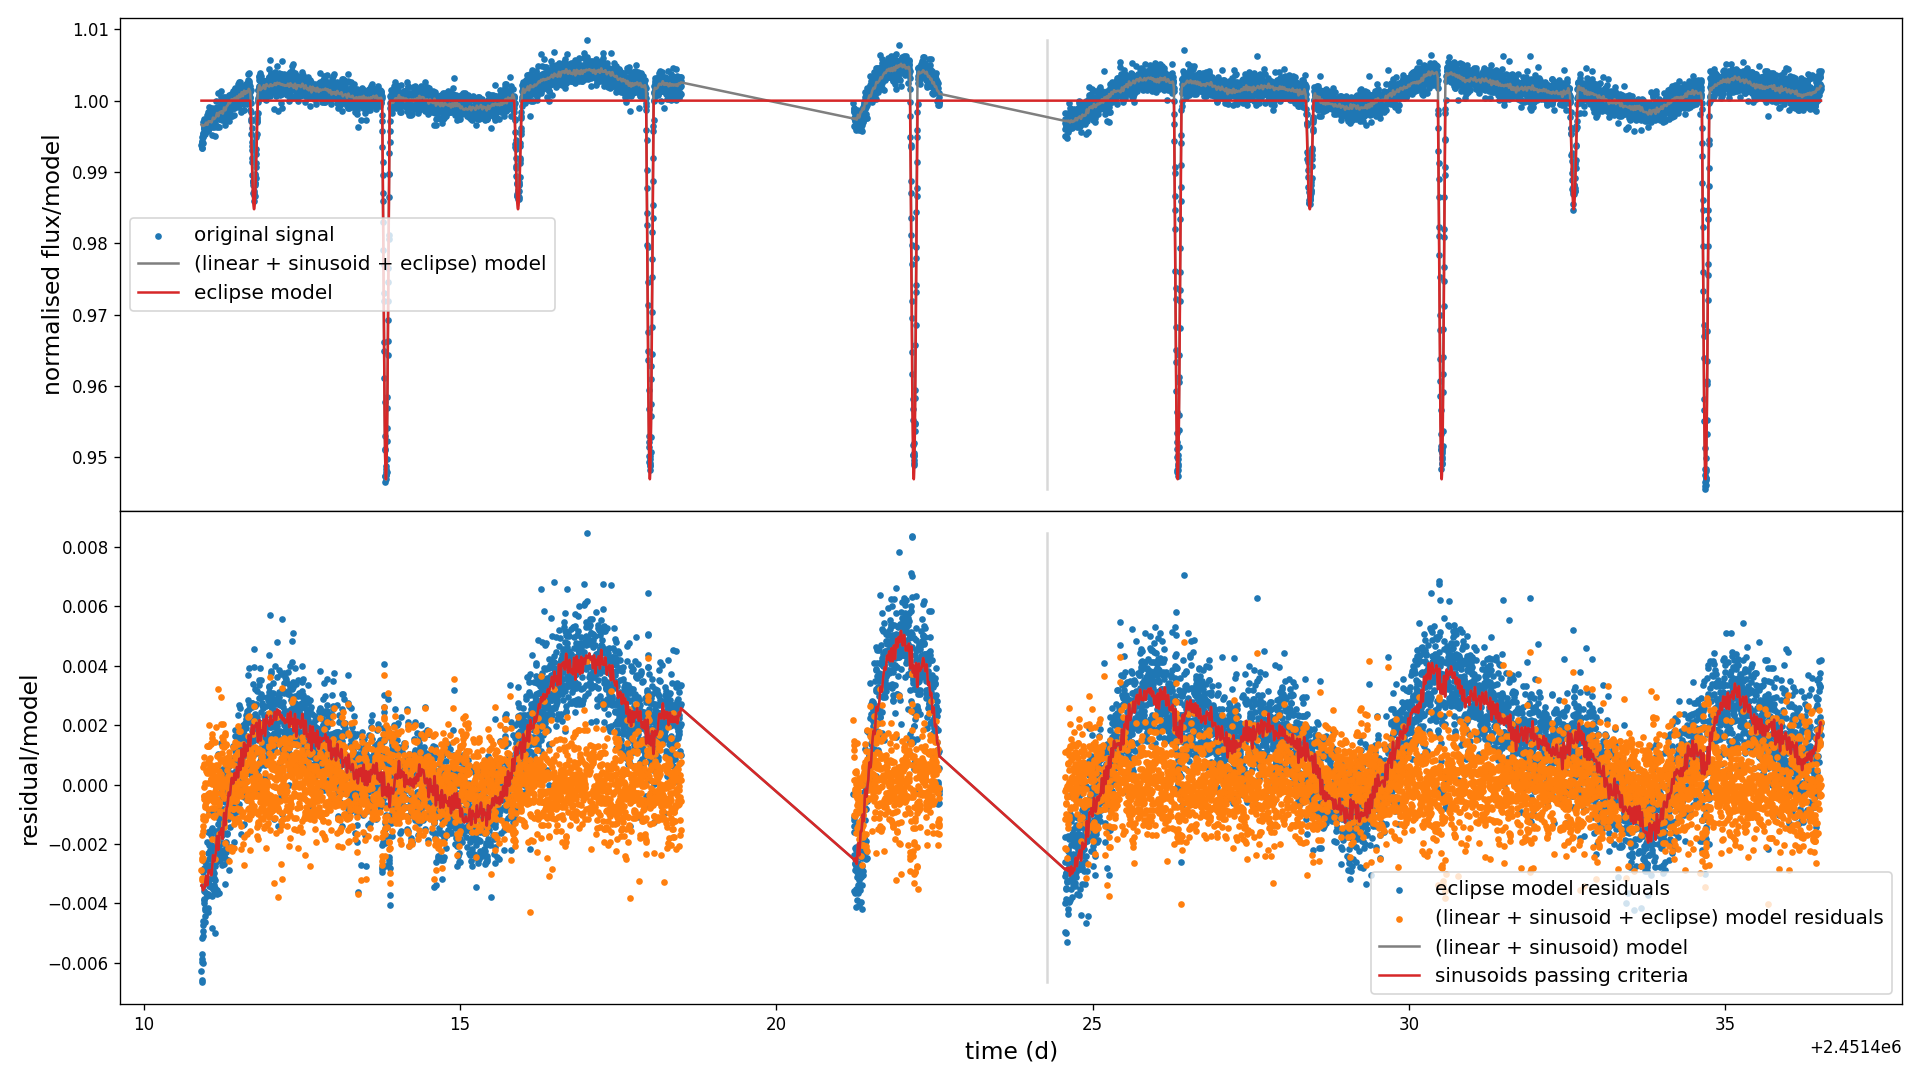 1.01
1.00
0.99
0.98
0.97
0.96
0.95
normalised flux/model
original signal
(linear + sinusoid + eclipse) model
eclipse model
0.008
0.006
0.004
0.002
0.000
−0.002
−0.004
−0.006
residual/model
eclipse model residuals
(linear + sinusoid + eclipse) model residuals
(linear + sinusoid) model
sinusoids passing criteria
10
15
20
25
30
35
time (d)
+2.4514e6